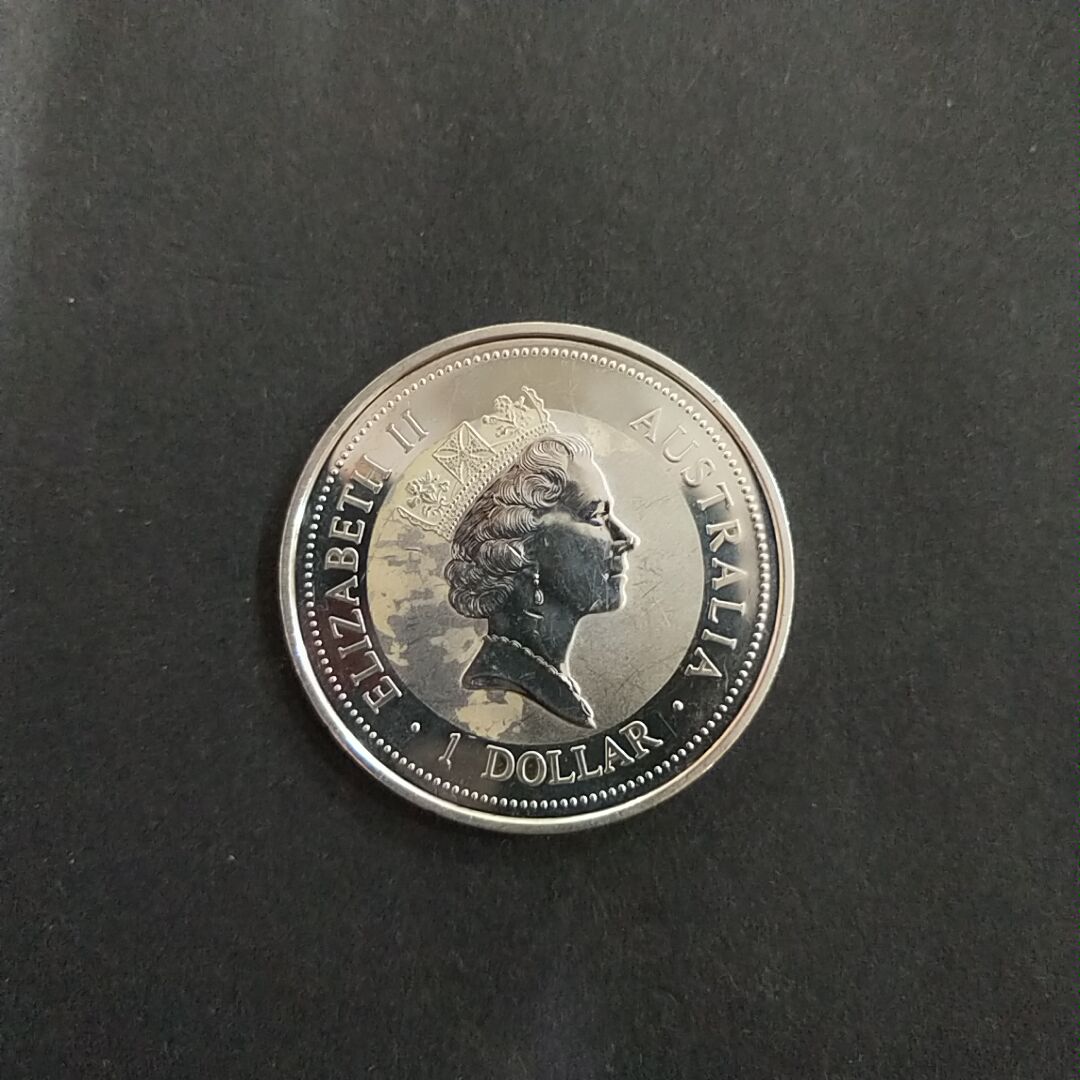 ELIZABETH II
AUSTRALIA
· 1 DOLLAR ·